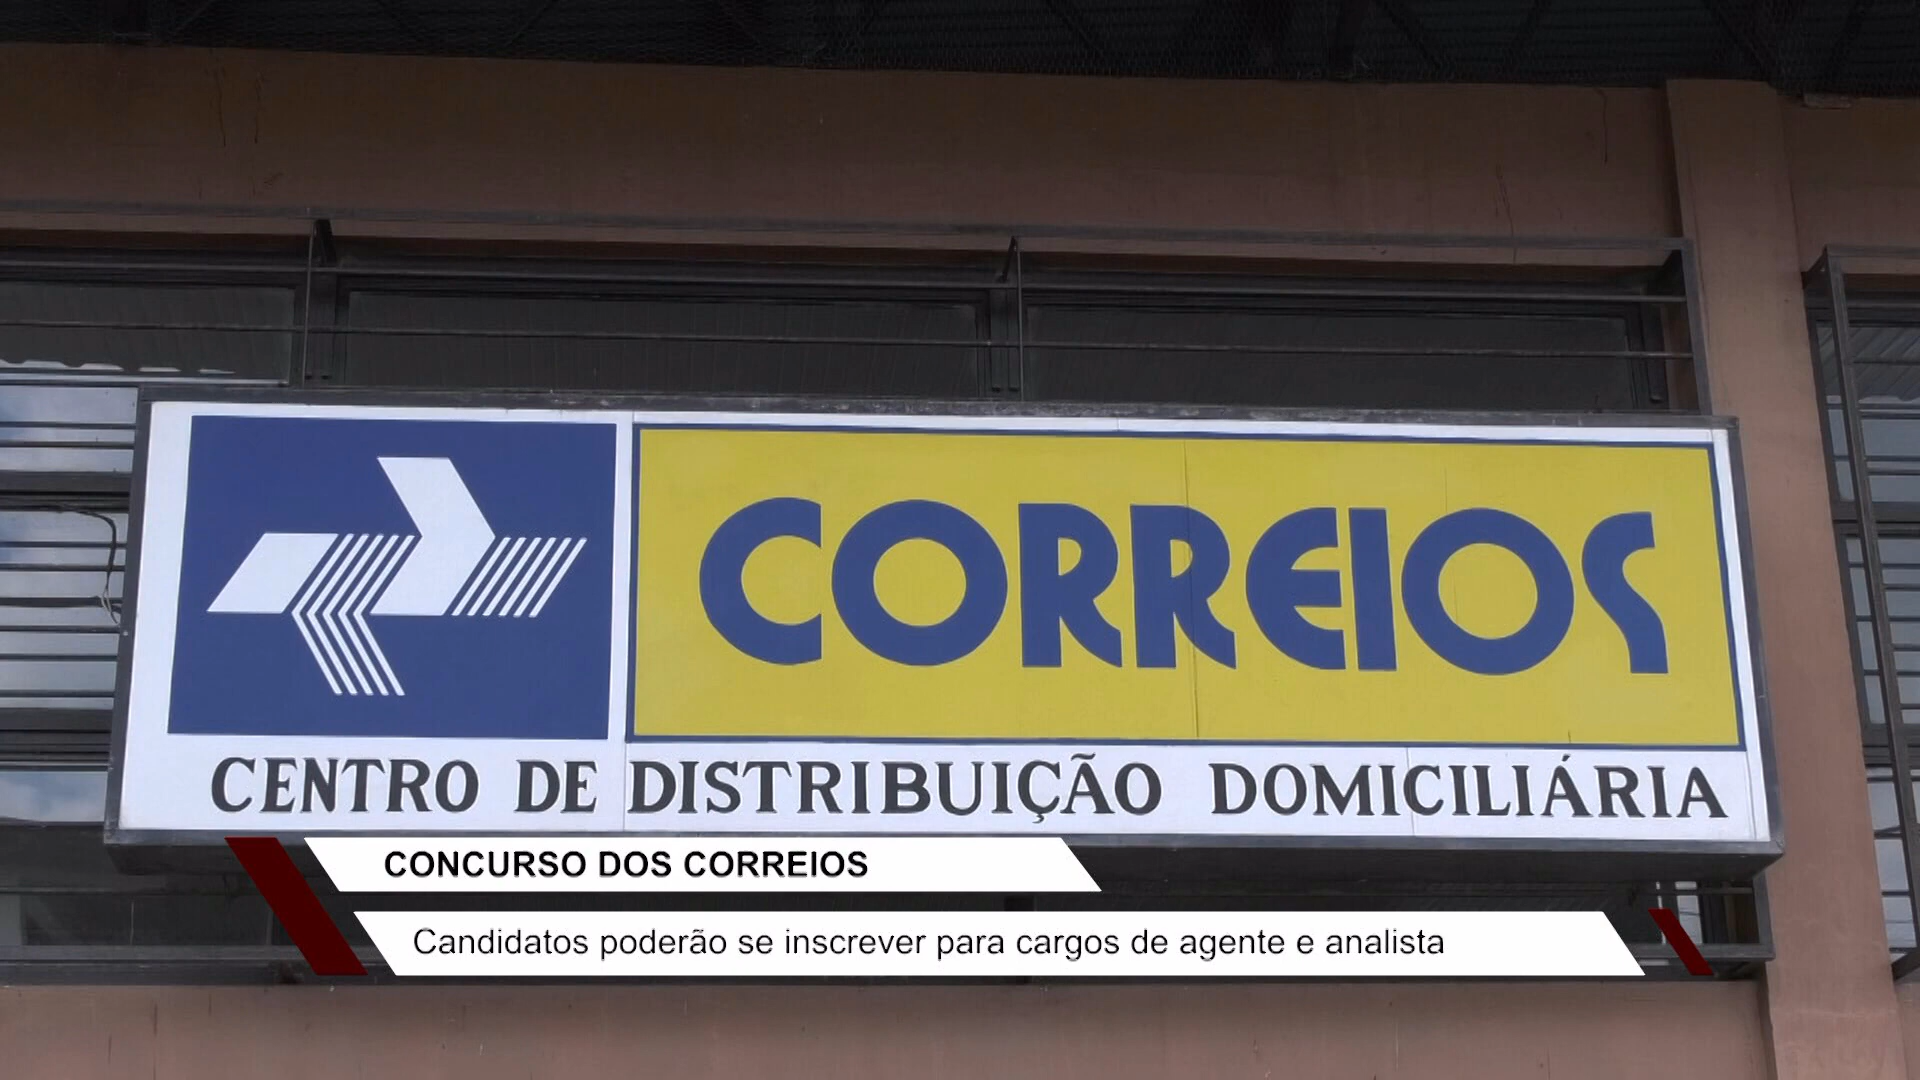 CORREIOS
CENTRO DE DISTRIBUIÇÃO DOMICILIÁRIA
CONCURSO DOS CORREIOS
Candidatos poderão se inscrever para cargos de agente e analista